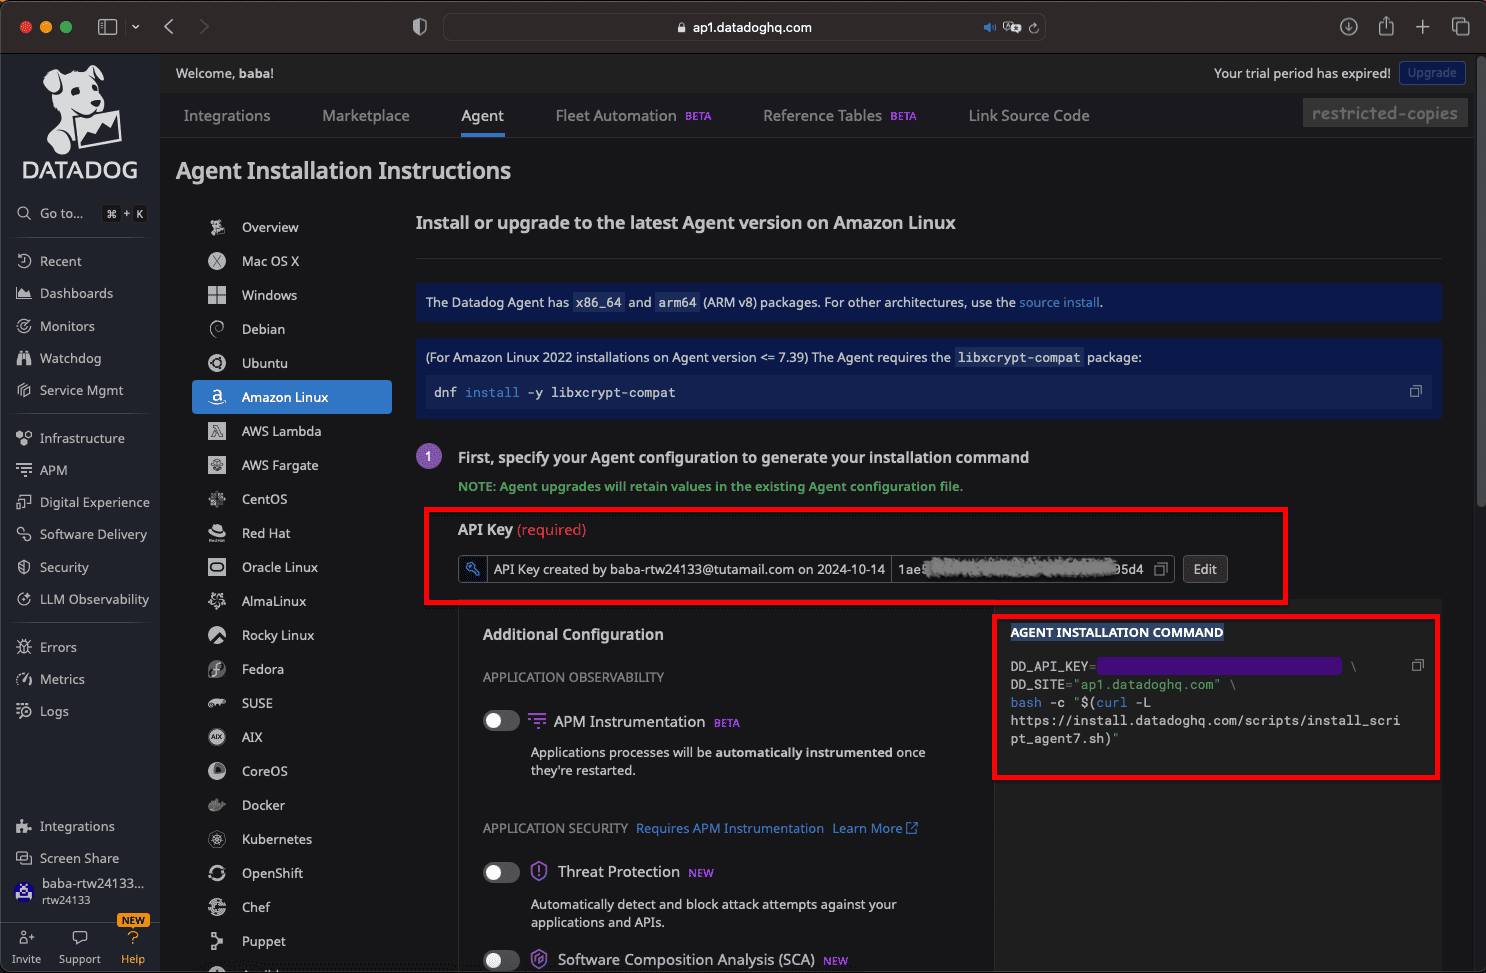 ap1.datadoghq.com
DATADOG
Go to...
⌘ + K
Recent
Dashboards
Monitors
Watchdog
Service Mgmt
Infrastructure
APM
Digital Experience
Software Delivery
Security
LLM Observability
Errors
Metrics
Logs
Integrations
Screen Share
baba-rtw24133...
rtw24133
NEW
Invite
Support
Help
Welcome, baba!
Your trial period has expired!
Upgrade
Integrations
Marketplace
Agent
Fleet Automation BETA
Reference Tables BETA
Link Source Code
restricted-copies
Agent Installation Instructions
Overview
Mac OS X
Windows
Debian
Ubuntu
Amazon Linux
AWS Lambda
AWS Fargate
CentOS
Red Hat
Oracle Linux
AlmaLinux
Rocky Linux
Fedora
SUSE
AIX
CoreOS
Docker
Kubernetes
OpenShift
Chef
Puppet
Install or upgrade to the latest Agent version on Amazon Linux
The Datadog Agent has x86_64 and arm64 (ARM v8) packages. For other architectures, use the source install.
(For Amazon Linux 2022 installations on Agent version <= 7.39) The Agent requires the libxcrypt-compat package:
dnf install -y libxcrypt-compat
1 First, specify your Agent configuration to generate your installation command
NOTE: Agent upgrades will retain values in the existing Agent configuration file.
API Key (required)
API Key created by baba-rtw24133@tutamail.com on 2024-10-14
Edit
Additional Configuration
APPLICATION OBSERVABILITY
APM Instrumentation BETA
Applications processes will be automatically instrumented once
they're restarted.
APPLICATION SECURITY Requires APM Instrumentation Learn More
Threat Protection NEW
Automatically detect and block attack attempts against your
applications and APIs.
Software Composition Analysis (SCA) NEW
AGENT INSTALLATION COMMAND
DD_API_KEY= \
DD_SITE="ap1.datadoghq.com" \
bash -c "$(curl -L
https://install.datadoghq.com/scripts/install_scri
pt_agent7.sh)"